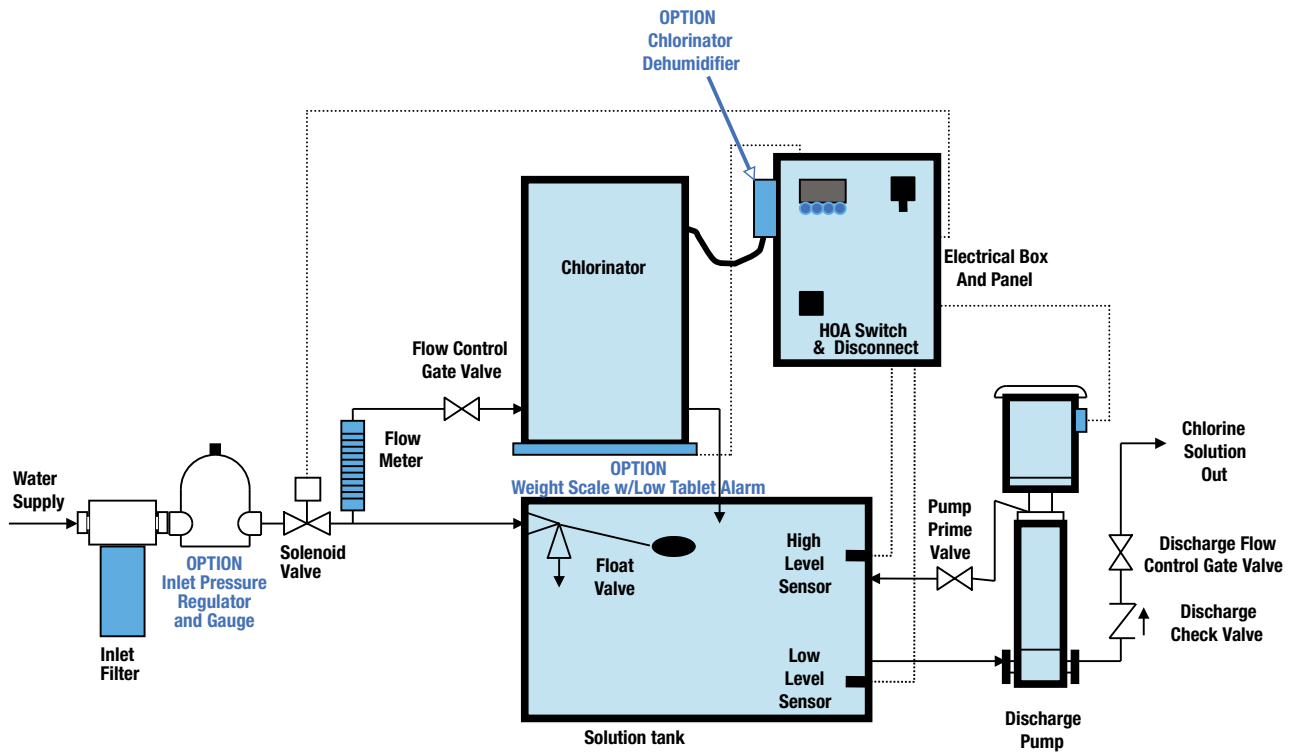 OPTION
Chlorinator
Dehumidifier
Chlorinator
Electrical Box
And Panel
HOA Switch
& Disconnect
Flow Control
Gate Valve
Flow
Meter
Water
Supply
OPTION
Weight Scale w/Low Tablet Alarm
Chlorine
Solution
Out
Pump
Prime
Valve
Solenoid
Valve
High
Level
Sensor
Float
Valve
Discharge Flow
Control Gate Valve
OPTION
Inlet Pressure
Regulator
and Gauge
Discharge
Check Valve
Inlet
Filter
Low
Level
Sensor
Solution tank
Discharge
Pump